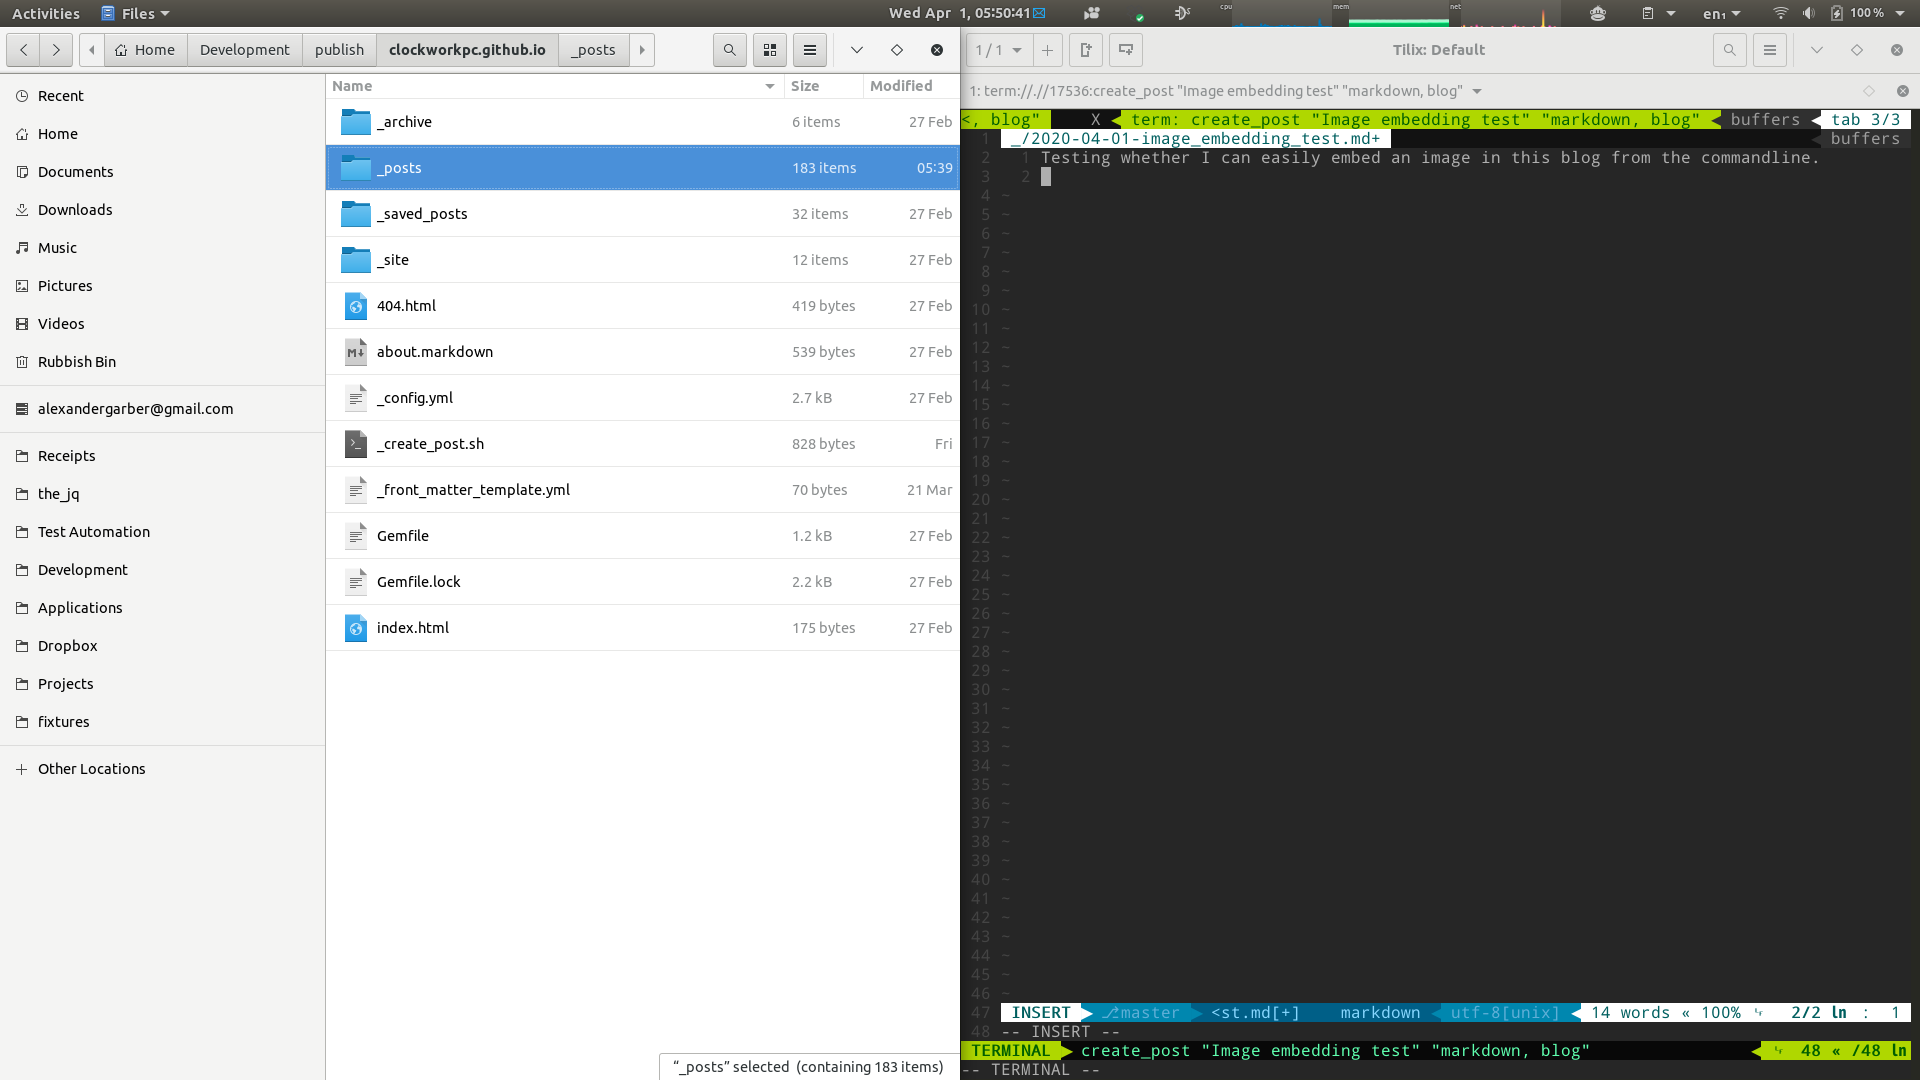 Activities Files Wed Apr 1, 05:50:41 cpu mem net en₁ 100 %
Home Development publish clockworkpc.github.io _posts
Recent
Home
Documents
Downloads
Music
Pictures
Videos
Rubbish Bin
alexandergarber@gmail.com
Receipts
the_jq
Test Automation
Development
Applications
Dropbox
Projects
fixtures
Other Locations
Name Size Modified
_archive 6 items 27 Feb
_posts 183 items 05:39
_saved_posts 32 items 27 Feb
_site 12 items 27 Feb
404.html 419 bytes 27 Feb
about.markdown 539 bytes 27 Feb
_config.yml 2.7 kB 27 Feb
_create_post.sh 828 bytes Fri
_front_matter_template.yml 70 bytes 21 Mar
Gemfile 1.2 kB 27 Feb
Gemfile.lock 2.2 kB 27 Feb
index.html 175 bytes 27 Feb
“_posts” selected (containing 183 items)
1 / 1 Tilix: Default
1: term://.//17536:create_post "Image embedding test" "markdown, blog"
<, blog" X term: create_post "Image embedding test" "markdown, blog" buffers tab 3/3
1 _/2020-04-01-image_embedding_test.md+ buffers
2 1 Testing whether I can easily embed an image in this blog from the commandline.
3 2
4 ~
5 ~
6 ~
7 ~
8 ~
9 ~
10 ~
11 ~
12 ~
13 ~
14 ~
15 ~
16 ~
17 ~
18 ~
19 ~
20 ~
21 ~
22 ~
23 ~
24 ~
25 ~
26 ~
27 ~
28 ~
29 ~
30 ~
31 ~
32 ~
33 ~
34 ~
35 ~
36 ~
37 ~
38 ~
39 ~
40 ~
41 ~
42 ~
43 ~
44 ~
45 ~
46 ~
47 INSERT master <st.md[+] markdown utf-8[unix] 14 words « 100% ␊ 2/2 ln : 1
48 -- INSERT --
TERMINAL create_post "Image embedding test" "markdown, blog" ␊ 48 « /48 ln
-- TERMINAL --